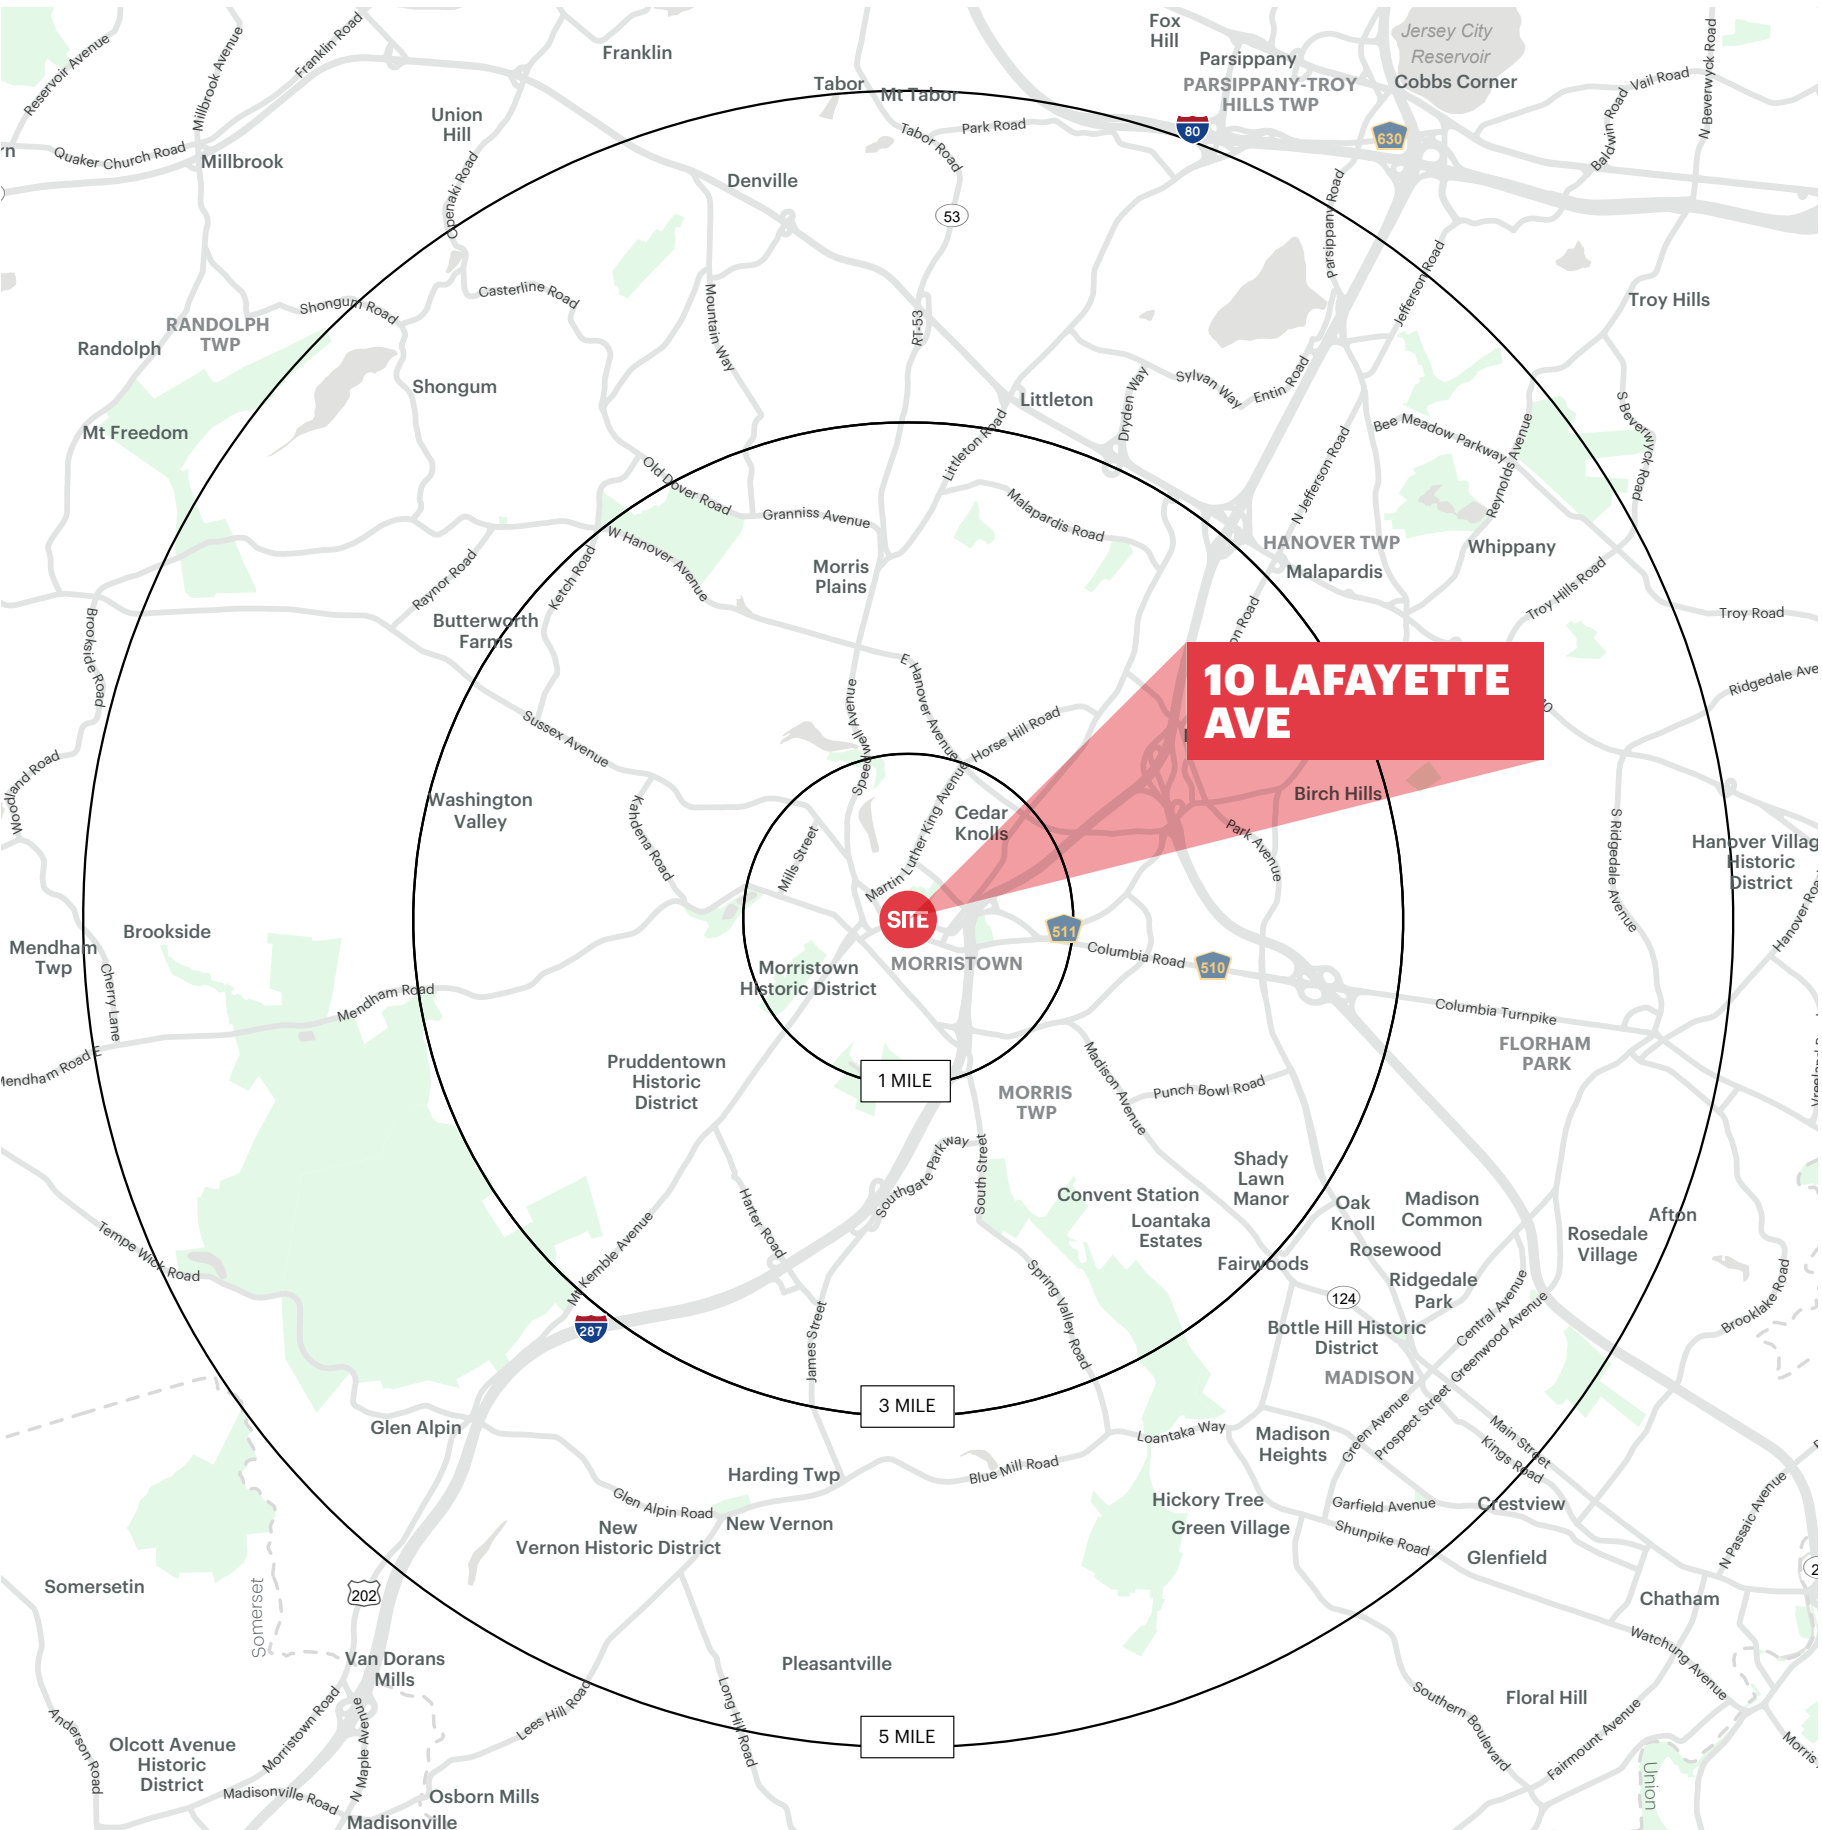 Fox
Hill
Jersey City
Reservoir
Parsippany
Cobbs Corner
PARSIPPANY-TROY
HILLS TWP
Reservoir Avenue
Millbrook Avenue
Franklin Road
Franklin
Tabor
Mt Tabor
Vail Road
N Beverwyck Road
Baldwin Road
Union
Hill
Tabor Road
Park Road
80
630
Quaker Church Road
Millbrook
Denville
53
Parsippany Road
Jefferson Road
Casterline Road
Shongum Road
RANDOLPH
TWP
Randolph
Mountain Way
RT-53
Troy Hills
Shongum
Mt Freedom
Littleton
Littleton Road
Dryden Way
Sylvan Way
Entin Road
Bee Meadow Parkway
Reynolds Avenue
S Beverwyck Road
N Jefferson Road
Old Dover Road
Granniss Avenue
Malapardis Road
W Hanover Avenue
Morris
Plains
HANOVER TWP
Malapardis
Whippany
Troy Hills Road
Troy Road
Raynor Road
Ketch Road
Butterworth
Farms
Brookside Road
E Hanover Avenue
Speedwell Avenue
Horse Hill Road
10 LAFAYETTE
AVE
Ridgedale Ave
Sussex Avenue
Woodland Road
Washington
Valley
Kahdena Road
Mills Street
Martin Luther King Avenue
Cedar
Knolls
Birch Hills
Park Avenue
S Ridgedale Avenue
Hanover Villag
Historic
District
Brookside
Mendham
Twp
Cherry Lane
SITE
MORRISTOWN
511
Columbia Road
510
Morristown
Historic District
Mendham Road
Columbia Turnpike
FLORHAM
PARK
Pruddentown
Historic
District
1 MILE
MORRIS
TWP
Madison Avenue
Punch Bowl Road
Southgate Parkway
South Street
Harter Road
Mt Kemble Avenue
Tempe Wick Road
Shady
Lawn
Manor
Convent Station
Loantaka
Estates
Fairwoods
Oak
Knoll
Madison
Common
Rosewood
Ridgedale
Park
Rosedale
Village
Afton
Brooklake Road
124
Bottle Hill Historic
District
Central Avenue
Greenwood Avenue
MADISON
287
James Street
Spring Valley Road
3 MILE
Glen Alpin
Harding Twp
Blue Mill Road
Loantaka Way
Madison
Heights
Green Avenue
Prospect Street
Main Street
Kings Road
Glen Alpin Road
New
Vernon Historic District
New Vernon
Hickory Tree
Green Village
Garfield Avenue
Crestview
Shunpike Road
Glenfield
N Passaic Avenue
Chatham
Watchung Avenue
Somersetin
Somerset
202
Van Dorans
Mills
Pleasantville
5 MILE
Floral Hill
Southern Boulevard
Fairmount Avenue
Union
Anderson Road
Olcott Avenue
Historic
District
Morristown Road
N Maple Avenue
Lees Hill Road
Long Hill Road
Madisonville Road
Osborn Mills
Madisonville